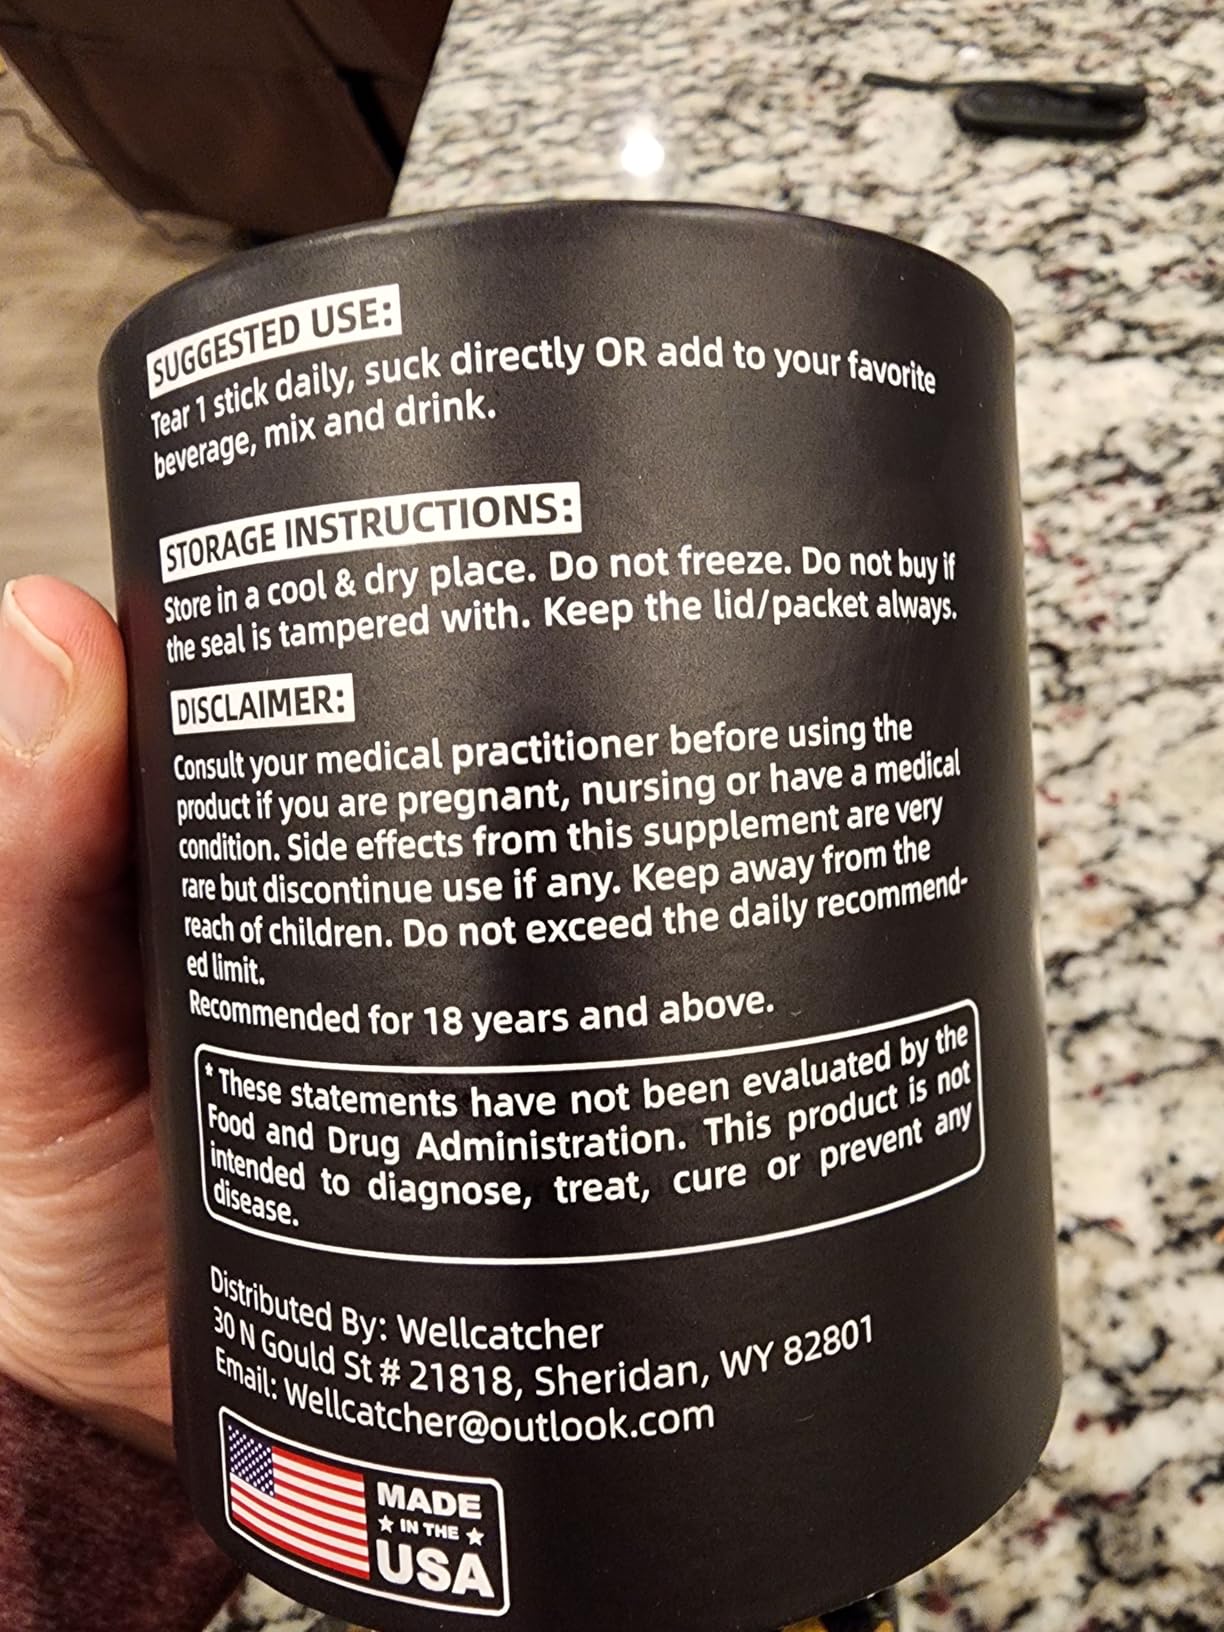 SUGGESTED USE:
Tear 1 stick daily, suck directly OR add to your favorite
beverage, mix and drink.
STORAGE INSTRUCTIONS:
Store in a cool & dry place. Do not freeze. Do not buy if
the seal is tampered with. Keep the lid/packet always.
DISCLAIMER:
Consult your medical practitioner before using the
product if you are pregnant, nursing or have a medical
condition. Side effects from this supplement are very
rare but discontinue use if any. Keep away from the
reach of children. Do not exceed the daily recommend-
ed limit.
Recommended for 18 years and above.
* These statements have not been evaluated by the
Food and Drug Administration. This product is not
intended to diagnose, treat, cure or prevent any
disease.
Distributed By: Wellcatcher
30 N Gould St # 21818, Sheridan, WY 82801
Email: Wellcatcher@outlook.com
MADE
IN THE
USA